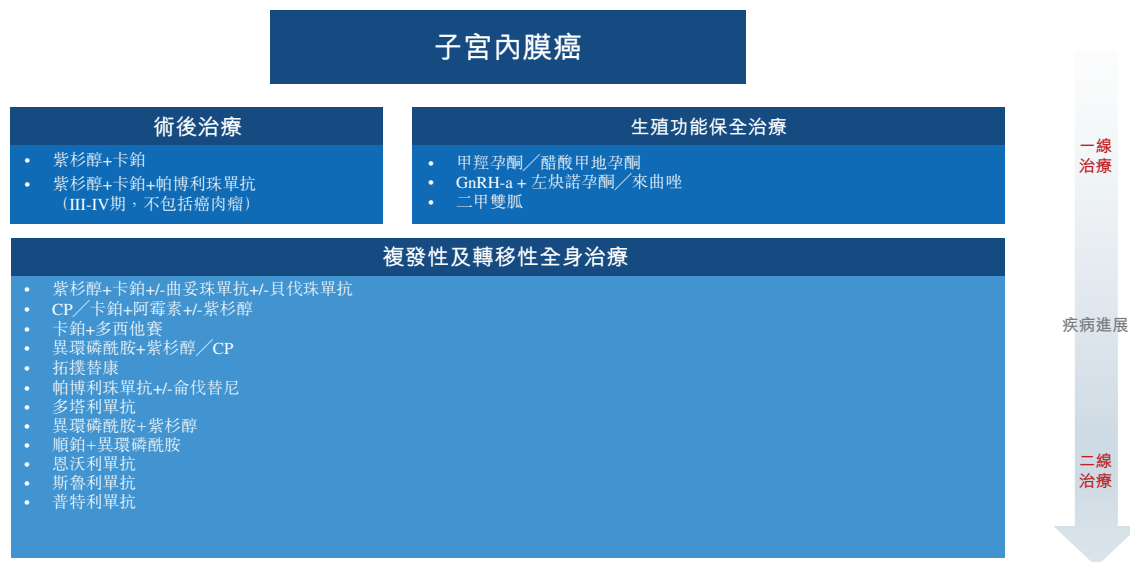 子宮內膜癌
術後治療
• 紫杉醇+卡鉑
• 紫杉醇+卡鉑+帕博利珠單抗
（III-IV期，不包括癌肉瘤）
生殖功能保全治療
• 甲羥孕酮／醋酸甲地孕酮
• GnRH-a + 左炔諾孕酮／來曲唑
• 二甲雙胍
一線
治療
複發性及轉移性全身治療
• 紫杉醇+卡鉑+/-曲妥珠單抗+/-貝伐珠單抗
• CP／卡鉑+阿霉素+/-紫杉醇
• 卡鉑+多西他賽
• 異環磷酰胺+紫杉醇／CP
• 拓撲替康
• 帕博利珠單抗+/-侖伐替尼
• 多塔利單抗
• 異環磷酰胺+紫杉醇
• 順鉑+異環磷酰胺
• 恩沃利單抗
• 斯魯利單抗
• 普特利單抗
疾病進展
二線
治療